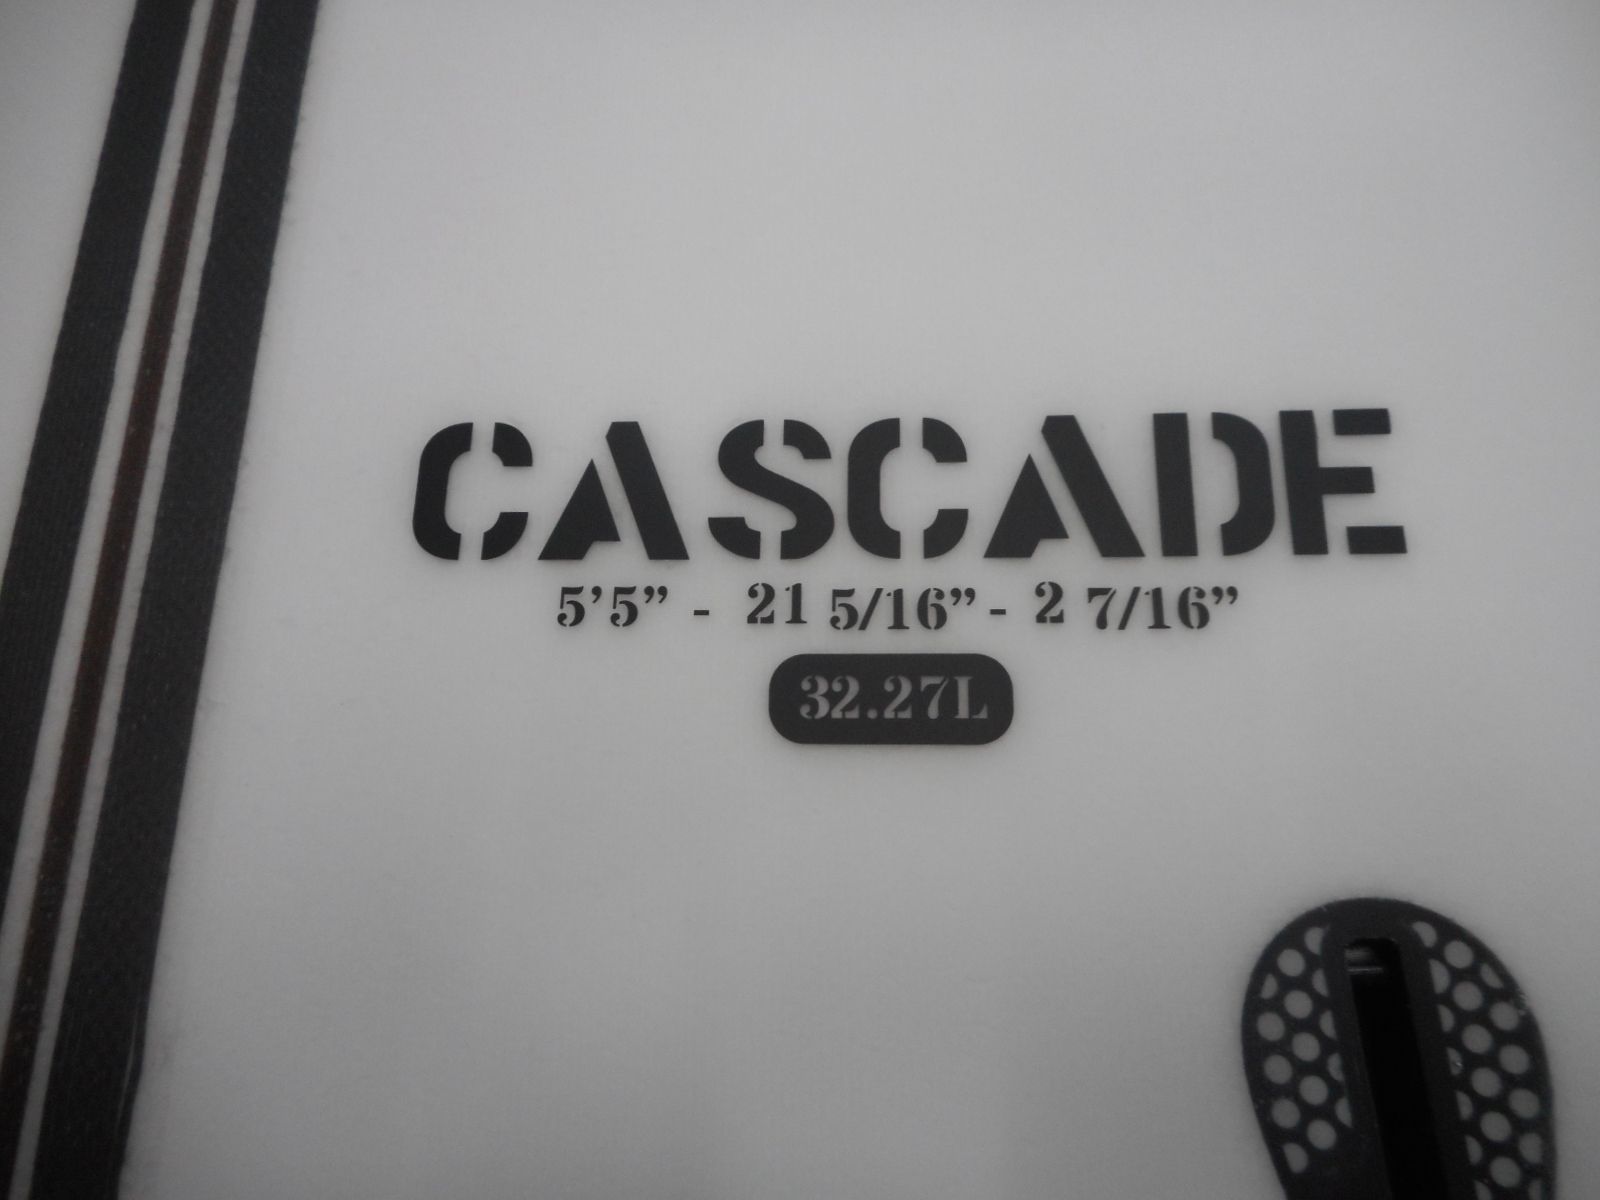 CASCADE
5'5” - 21 5/16” - 2 7/16”
32.27L